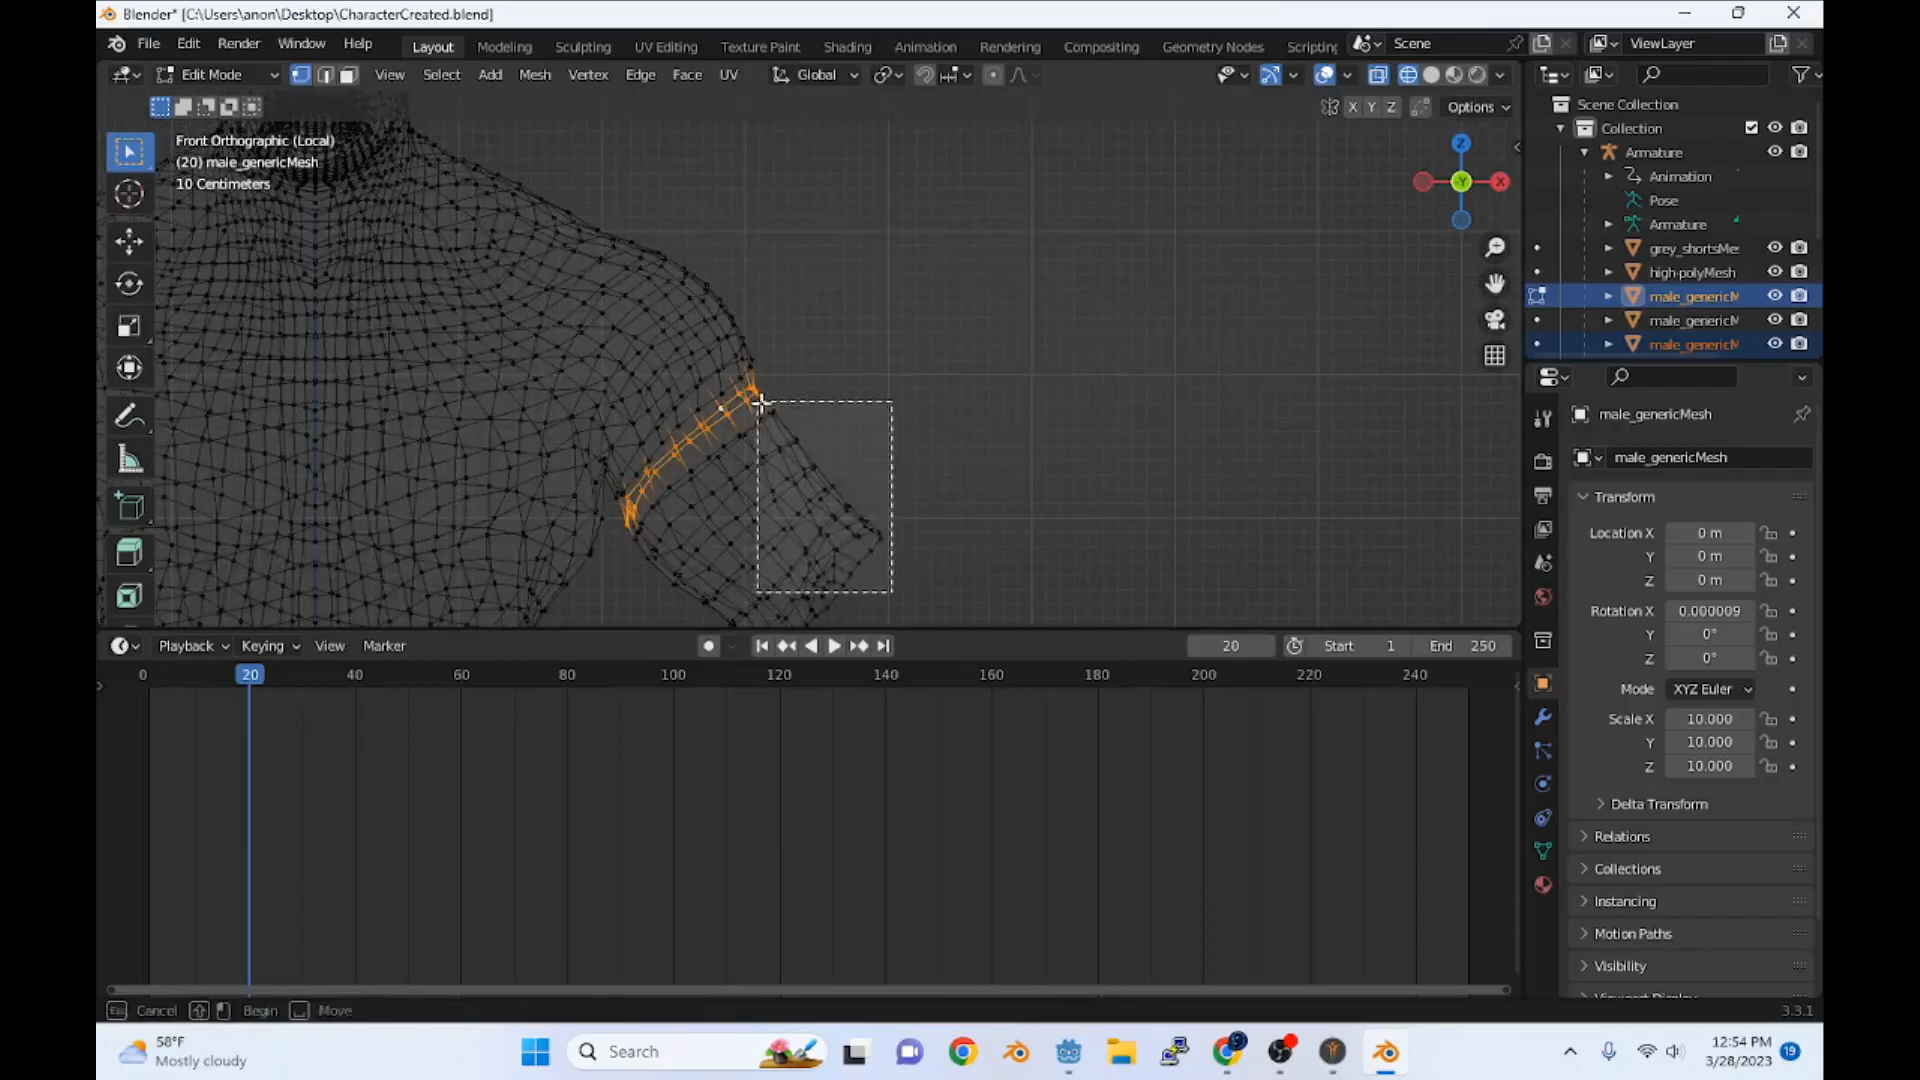 Blender* [C:\Users\anon\Desktop\CharacterCreated.blend]
File Edit Render Window Help Layout Modeling Sculpting UV Editing Texture Paint Shading Animation Rendering Compositing Geometry Nodes Scripting Scene ViewLayer
Edit Mode View Select Add Mesh Vertex Edge Face UV Global
X Y Z Options
Front Orthographic (Local)
(20) male_genericMesh
10 Centimeters
Z
Y
X
Scene Collection
Collection
Armature
Animation
Pose
Armature
grey_shortsMe
high-polyMesh
male_genericM
male_genericM
male_genericM
male_genericMesh
male_genericMesh
Transform
Location X 0 m
Y 0 m
Z 0 m
Rotation X 0.000009
Y 0°
Z 0°
Mode XYZ Euler
Scale X 10.000
Y 10.000
Z 10.000
Delta Transform
Relations
Collections
Instancing
Motion Paths
Visibility
Viewport Display
Playback Keying View Marker 20 Start 1 End 250
0 20 40 60 80 100 120 140 160 180 200 220 240
Esc Cancel Begin Move 3.3.1
58°F
Mostly cloudy
Search
12:54 PM
3/28/2023
19